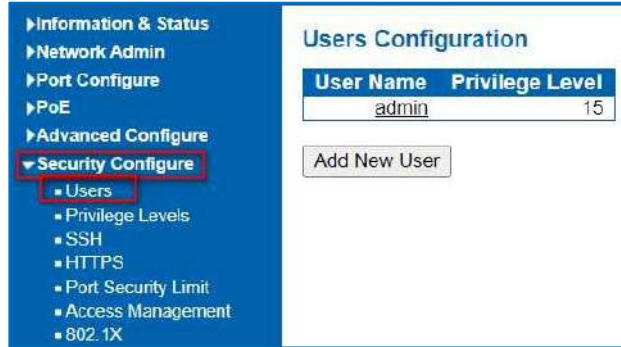 Information & Status
Network Admin
Port Configure
PoE
Advanced Configure
Security Configure
Users
Privilege Levels
SSH
HTTPS
Port Security Limit
Access Management
802.1X
Users Configuration
User Name Privilege Level
admin 15
Add New User